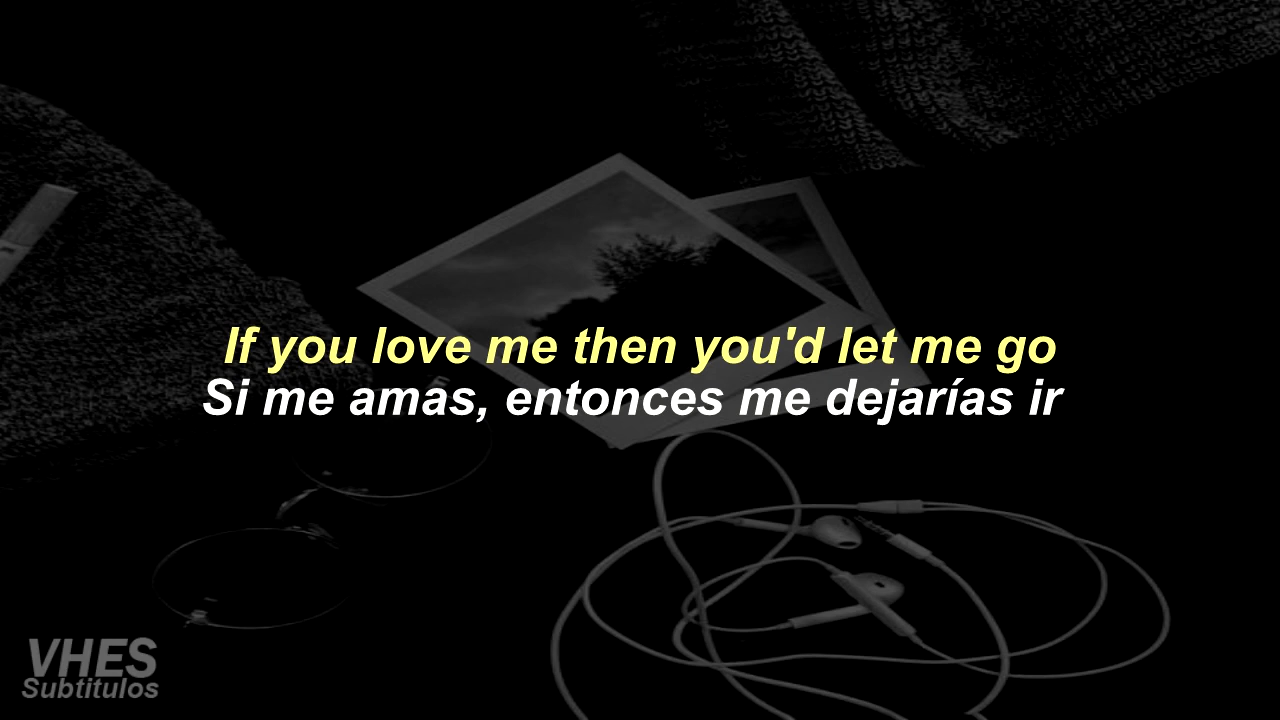 If you love me then you'd let me go
Si me amas, entonces me dejarías ir
VHES
Subtitulos